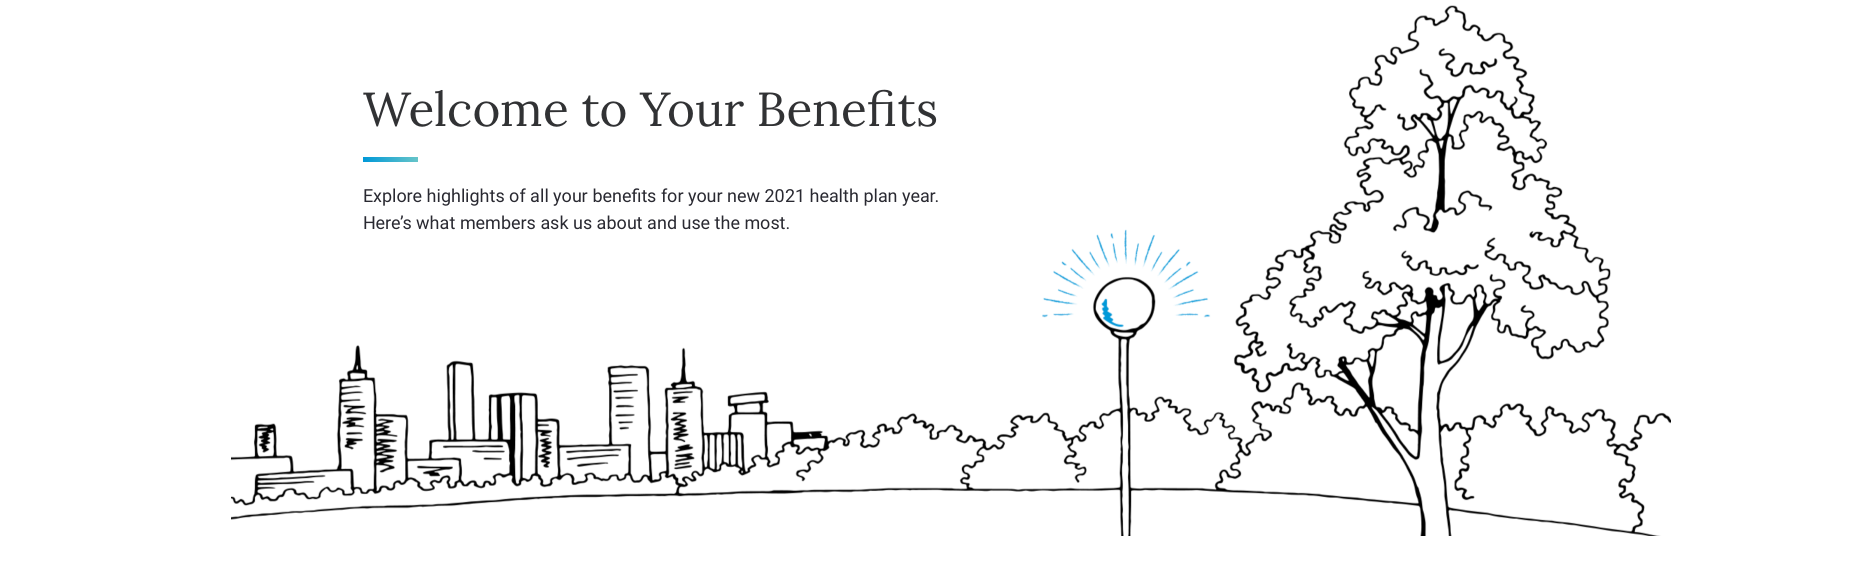 Welcome to Your Benefits
Explore highlights of all your benefits for your new 2021 health plan year.
Here’s what members ask us about and use the most.